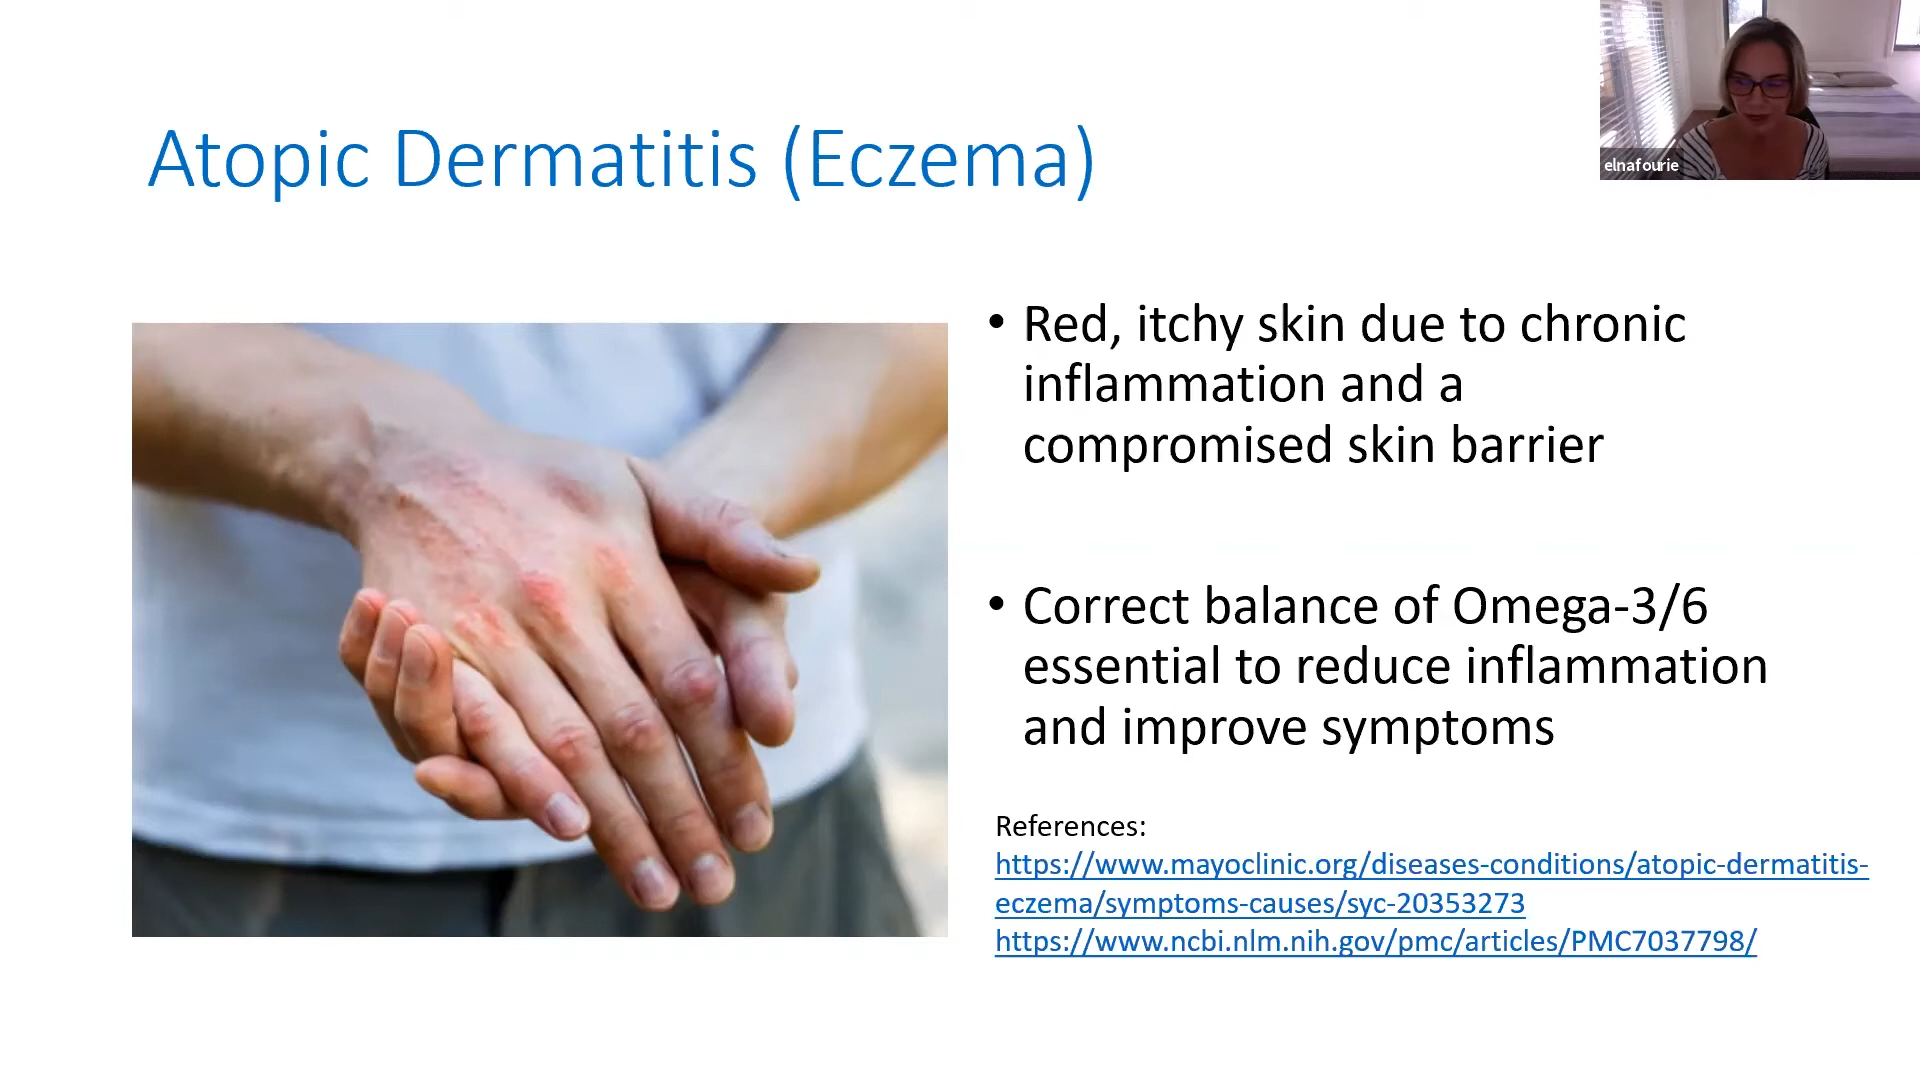 elnafourie
Atopic Dermatitis (Eczema)
• Red, itchy skin due to chronic
inflammation and a
compromised skin barrier
• Correct balance of Omega-3/6
essential to reduce inflammation
and improve symptoms
References:
https://www.mayoclinic.org/diseases-conditions/atopic-dermatitis-
eczema/symptoms-causes/syc-20353273
https://www.ncbi.nlm.nih.gov/pmc/articles/PMC7037798/